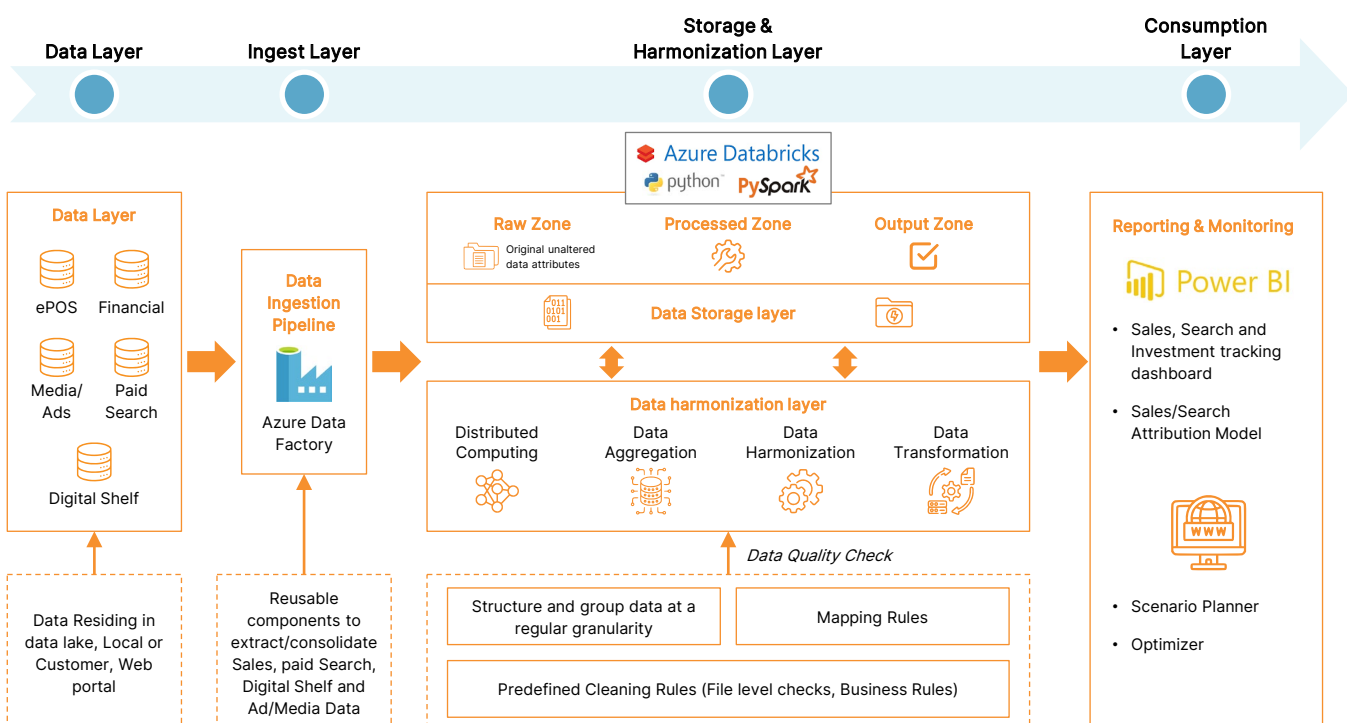 Data Layer
Ingest Layer
Storage &
Harmonization Layer
Consumption
Layer
Azure Databricks
python™
PySpark
Data Layer
ePOS
Financial
Media/
Ads
Paid
Search
Digital Shelf
Data Residing in
data lake, Local or
Customer, Web
portal
Data
Ingestion
Pipeline
Azure Data
Factory
Reusable
components to
extract/consolidate
Sales, paid Search,
Digital Shelf and
Ad/Media Data
Raw Zone
Original unaltered
data attributes
Processed Zone
Output Zone
011
0101
001
Data Storage layer
Data harmonization layer
Distributed
Computing
Data
Aggregation
Data
Harmonization
Data
Transformation
Data Quality Check
Structure and group data at a
regular granularity
Mapping Rules
Predefined Cleaning Rules (File level checks, Business Rules)
Reporting & Monitoring
Power BI
• Sales, Search and
Investment tracking
dashboard
• Sales/Search
Attribution Model
WWW
• Scenario Planner
• Optimizer